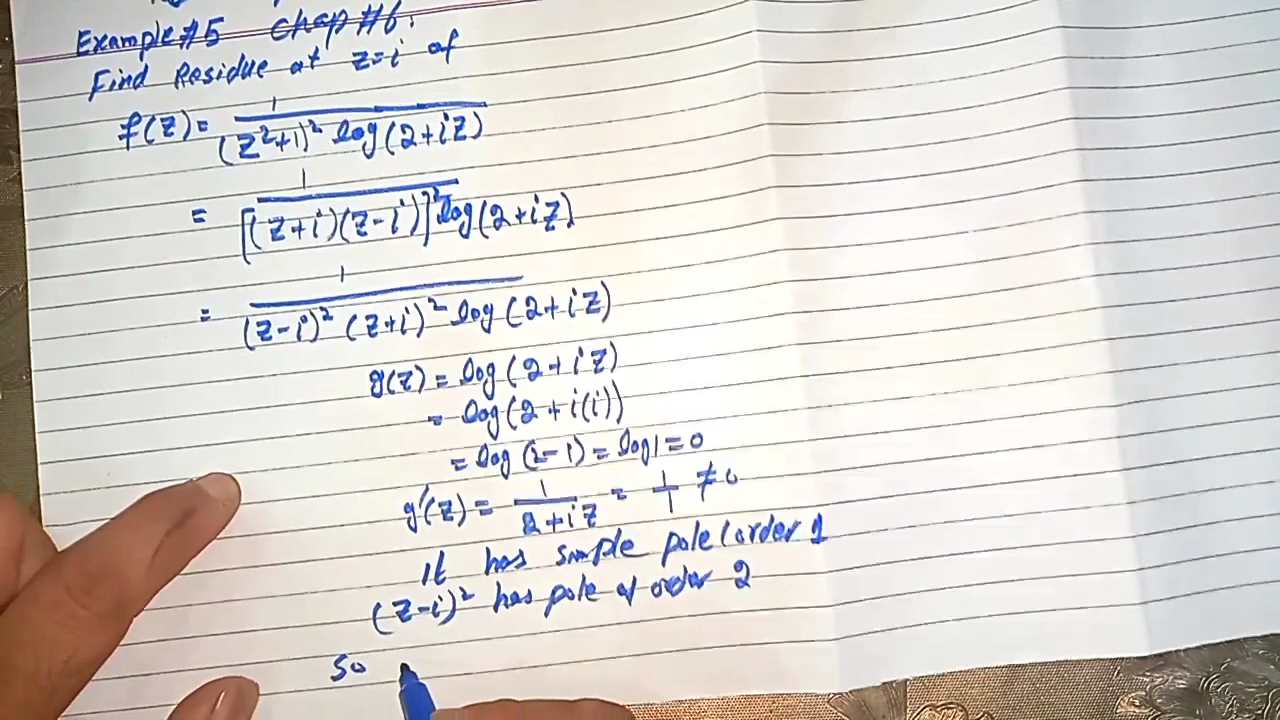 Example #5 Chap #6.
Find Residue at z=i of
f(z) = 1/((z²+1)² log(2+iz))
= 1/([(z+i)(z-i)]² log(2+iz))
= 1/((z-i)² (z+i)² log(2+iz))
g(z) = log(2+iz)
= log(2+i(i))
= log(2-1) = log1 = 0
g'(z) = 1/(2+iz) = 1/1 ≠ 0
it has simple pole (order 1
(z-i)² has pole of order 2
So